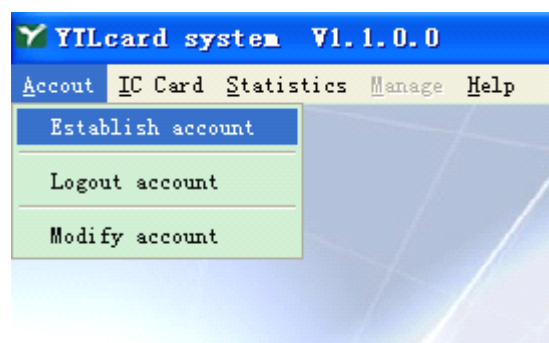 YTLcard system V1.1.0.0
Accout IC Card Statistics Manage Help
Establish account
Logout account
Modify account